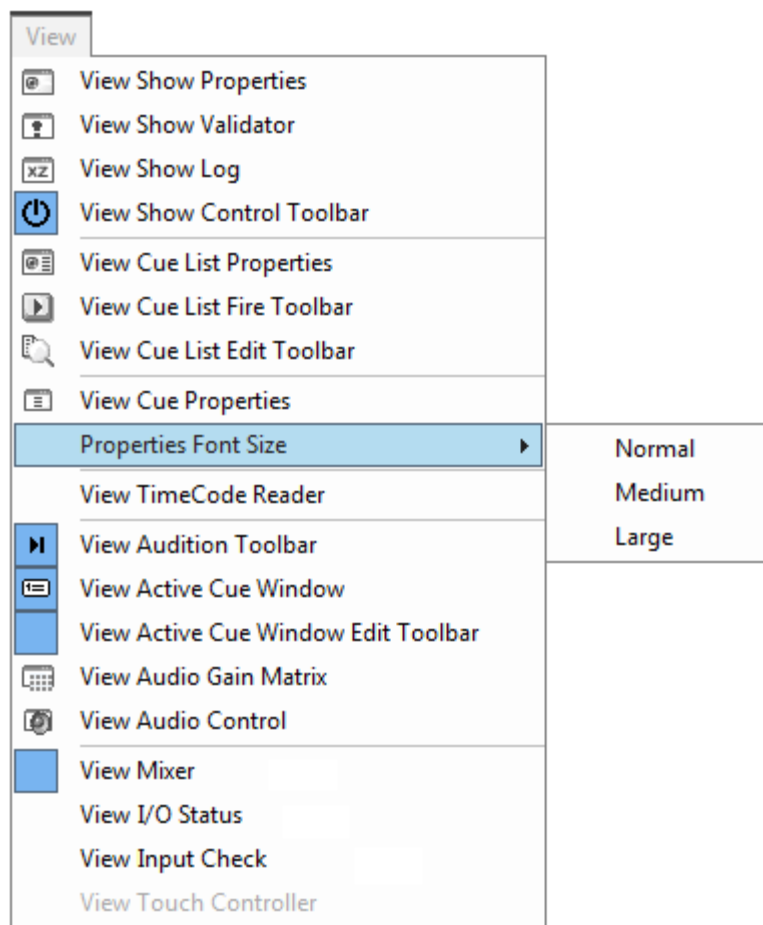 View
View Show Properties
View Show Validator
View Show Log
View Show Control Toolbar
View Cue List Properties
View Cue List Fire Toolbar
View Cue List Edit Toolbar
View Cue Properties
Properties Font Size
Normal
Medium
Large
View TimeCode Reader
View Audition Toolbar
View Active Cue Window
View Active Cue Window Edit Toolbar
View Audio Gain Matrix
View Audio Control
View Mixer
View I/O Status
View Input Check
View Touch Controller